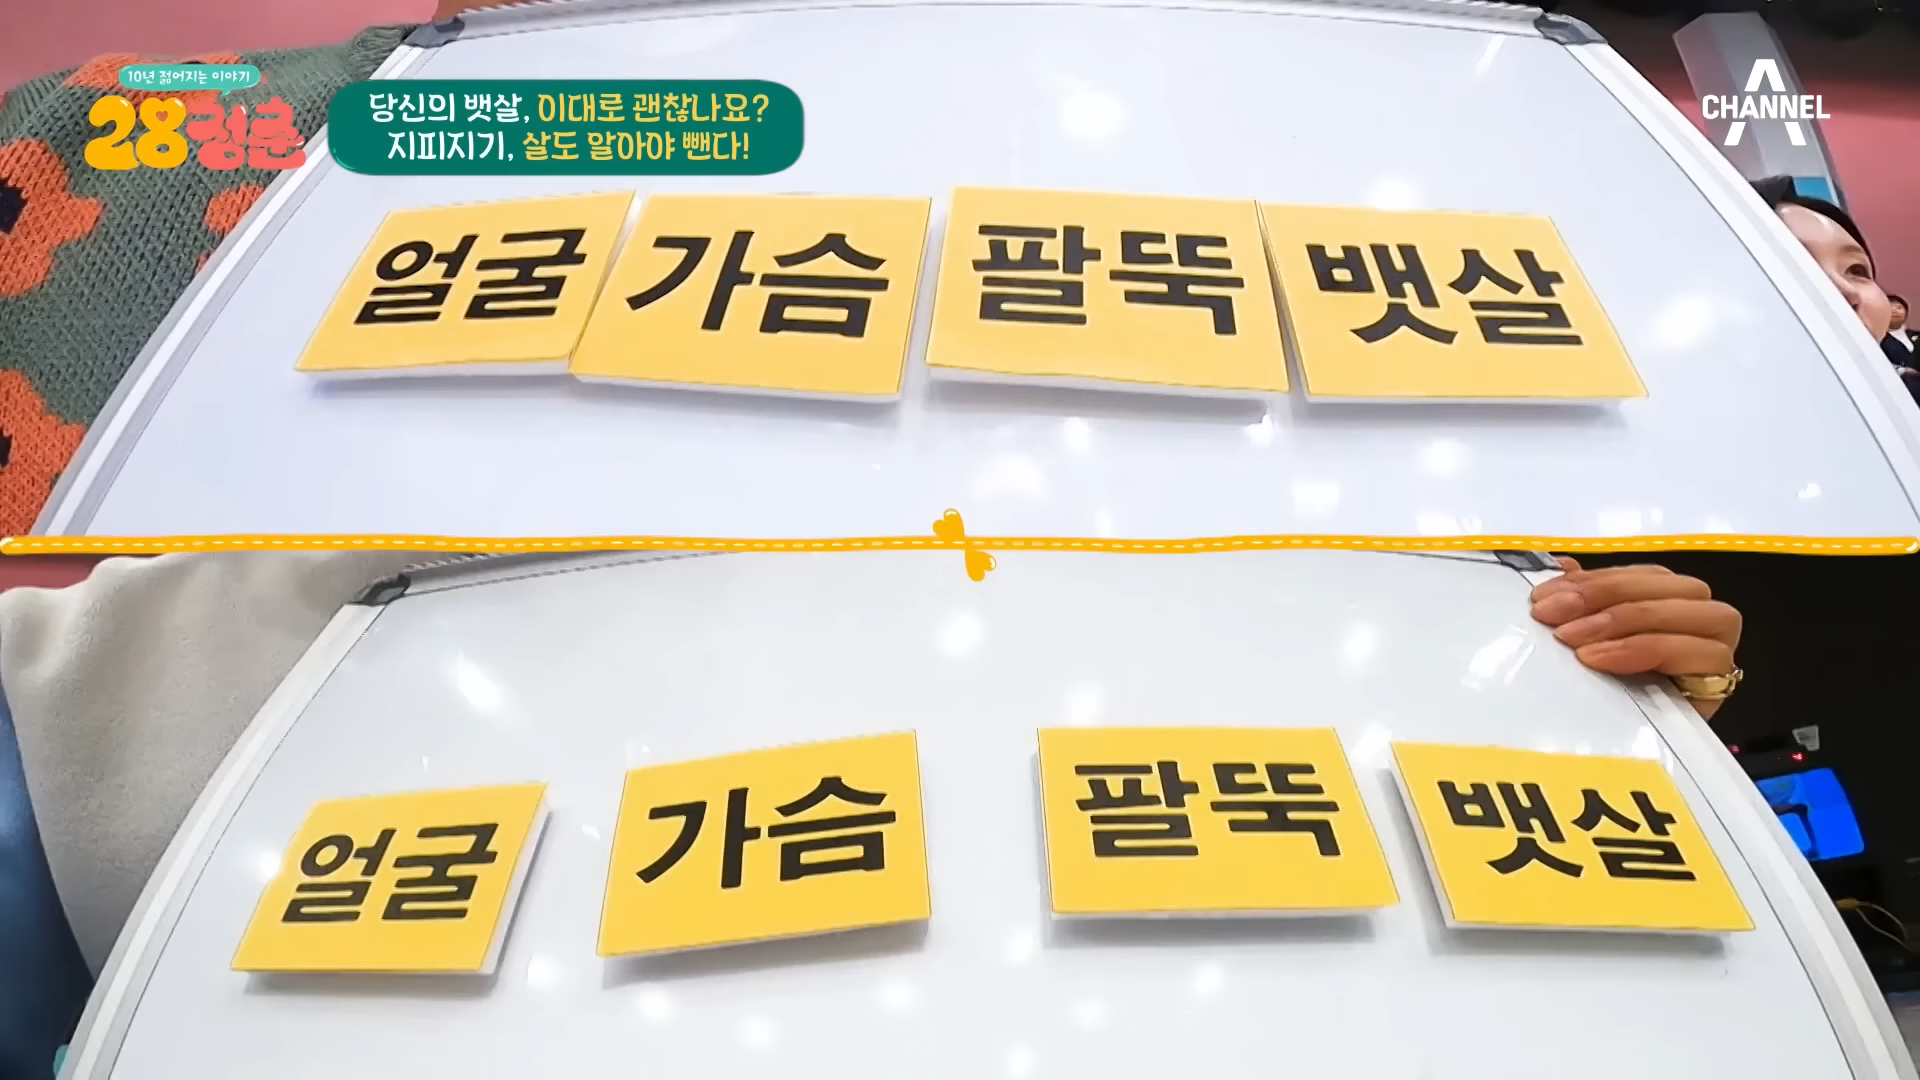 10년 젊어지는 이야기
28청춘
당신의 뱃살, 이대로 괜찮나요?
지피지기, 살도 알아야 뺀다!
CHANNEL A
얼굴 가슴 팔뚝 뱃살
얼굴 가슴 팔뚝 뱃살